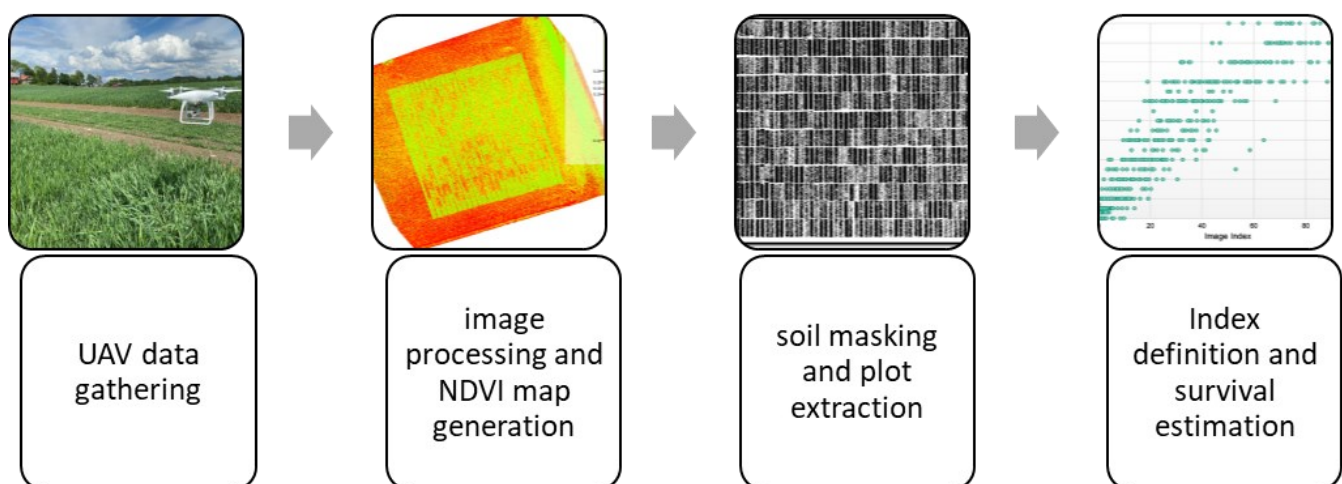 UAV data
gathering
image
processing and
NDVI map
generation
soil masking
and plot
extraction
20
40
60
80
Image Index
Index
definition and
survival
estimation